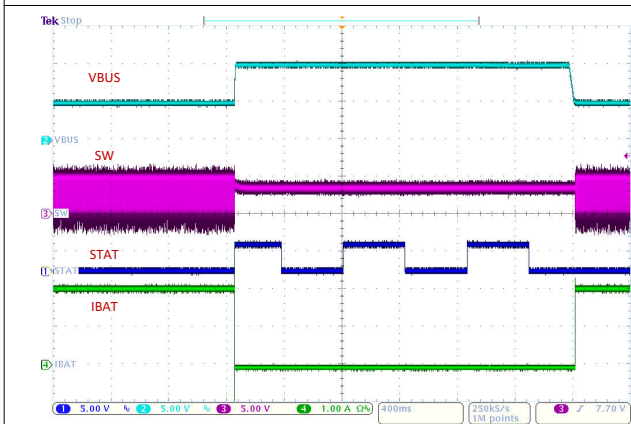 Tek Stop
VBUS
2 VBUS
SW
3 SW
STAT
1 STAT
IBAT
4 IBAT
1 5.00 V 2 5.00 V 3 5.00 V 4 1.00 A Ω 400ms 250kS/s 3 7.70 V
1M points